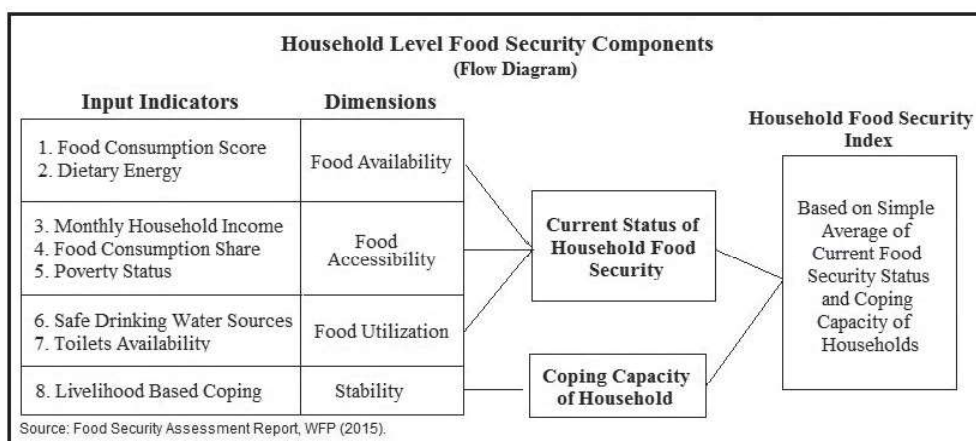 Household Level Food Security Components
(Flow Diagram)
Input Indicators
Dimensions
1. Food Consumption Score
2. Dietary Energy
Food Availability
3. Monthly Household Income
4. Food Consumption Share
5. Poverty Status
Food
Accessibility
6. Safe Drinking Water Sources
7. Toilets Availability
Food Utilization
8. Livelihood Based Coping
Stability
Current Status of
Household Food
Security
Coping Capacity
of Household
Household Food Security
Index
Based on Simple
Average of
Current Food
Security Status
and Coping
Capacity of
Households
Source: Food Security Assessment Report, WFP (2015).